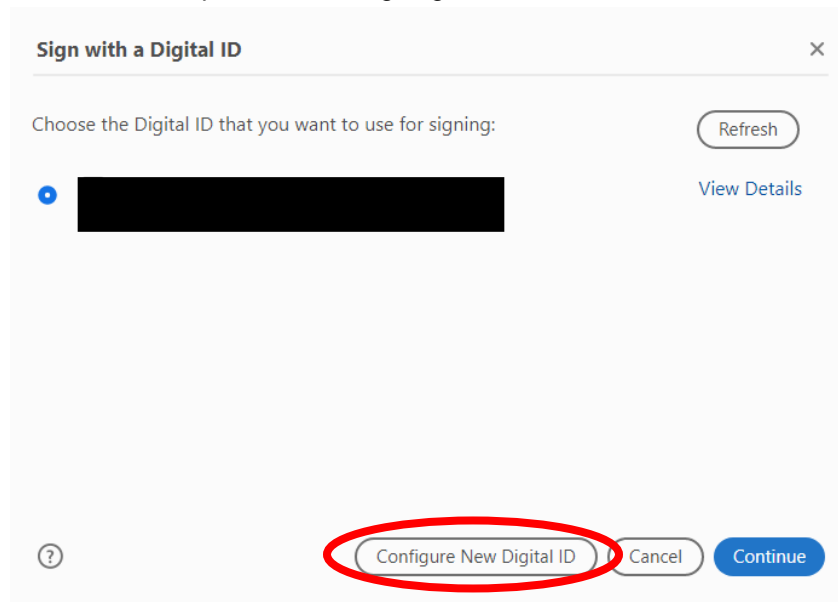 Sign with a Digital ID
Choose the Digital ID that you want to use for signing:
Refresh
View Details
Configure New Digital ID
Cancel
Continue